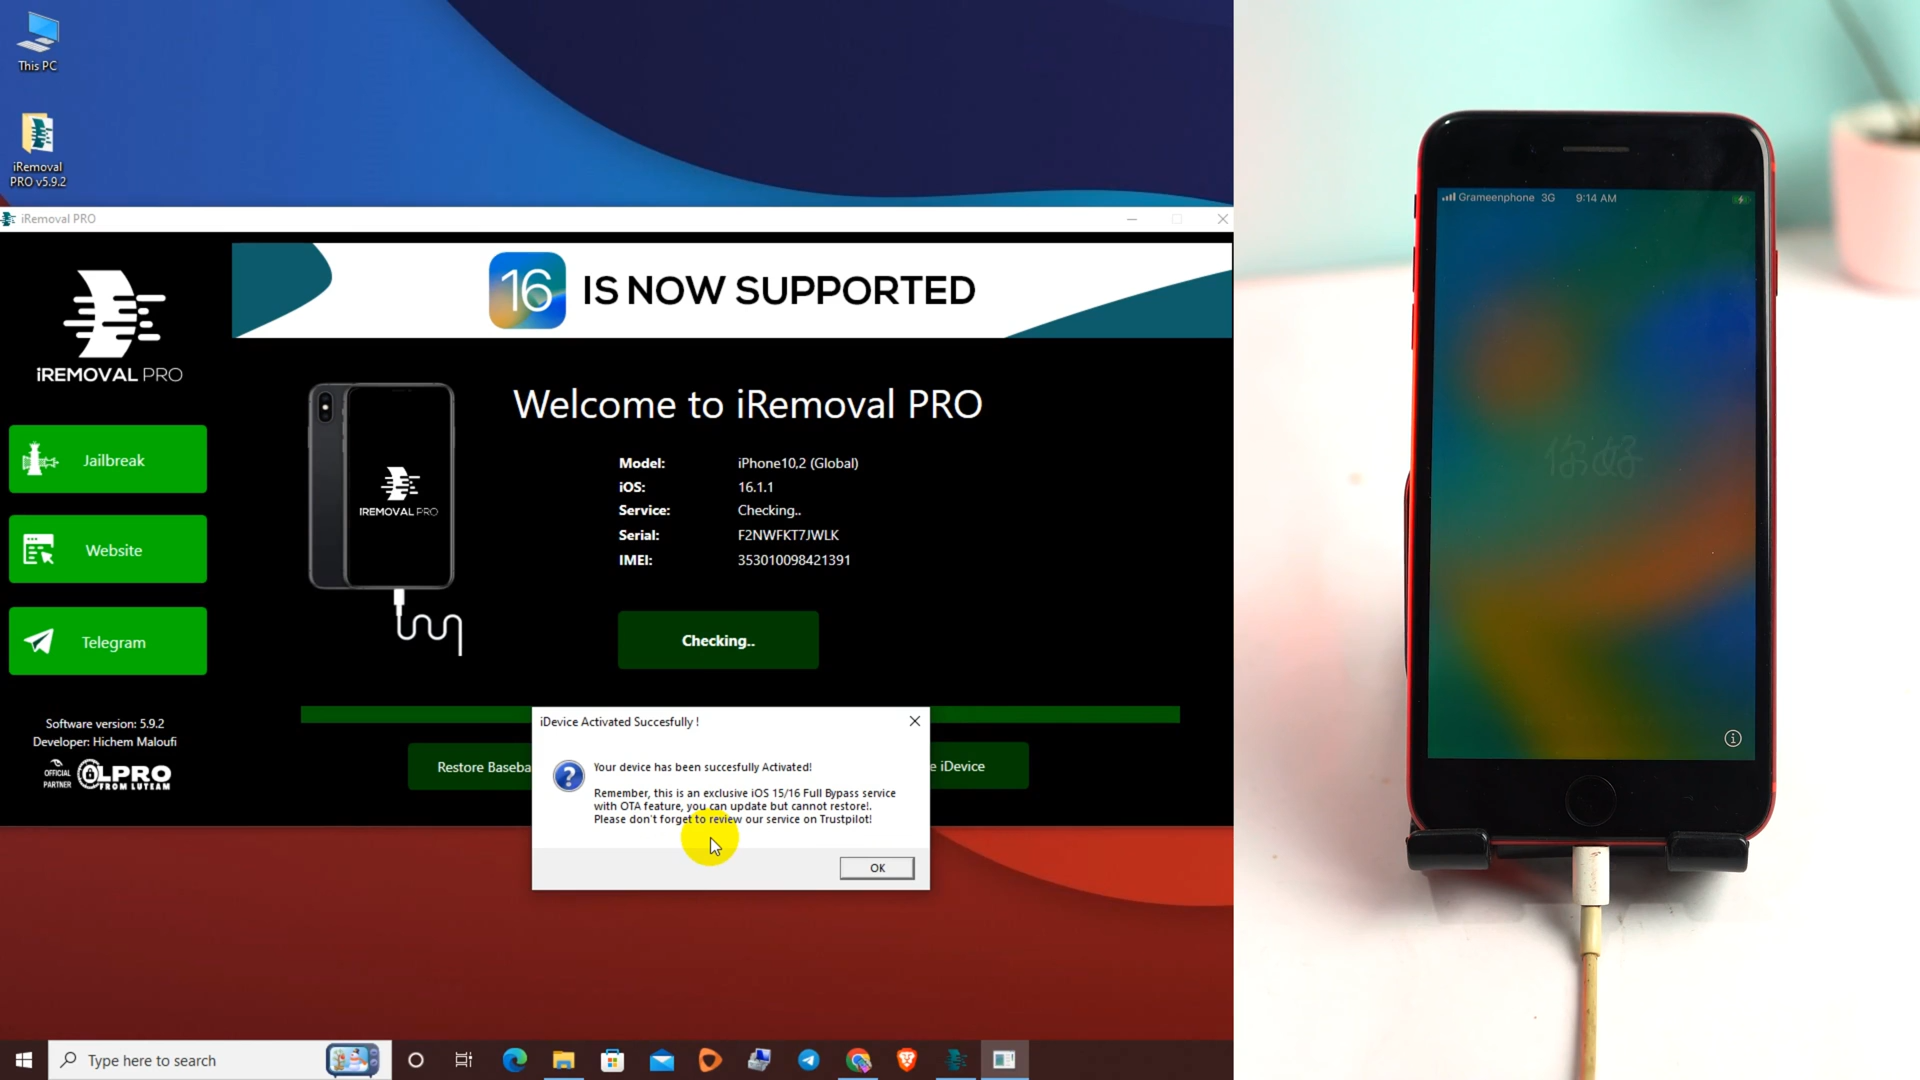 This PC
iRemoval
PRO v5.9.2
iRemoval PRO
iREMOVAL PRO
Jailbreak
Website
Telegram
Software version: 5.9.2
Developer: Hichem Maloufi
OFFICIAL
PARTNER
LPRO
FROM LUTEAM
16 IS NOW SUPPORTED
Welcome to iRemoval PRO
IREMOVAL PRO
Model: iPhone10,2 (Global)
iOS: 16.1.1
Service: Checking..
Serial: F2NWFKT7JWLK
IMEI: 353010098421391
Checking..
Restore Baseba
e iDevice
iDevice Activated Succesfully !
Your device has been succesfully Activated!
Remember, this is an exclusive iOS 15/16 Full Bypass service
with OTA feature, you can update but cannot restore!.
Please don't forget to review our service on Trustpilot!
OK
Type here to search
Grameenphone 3G 9:14 AM
你好